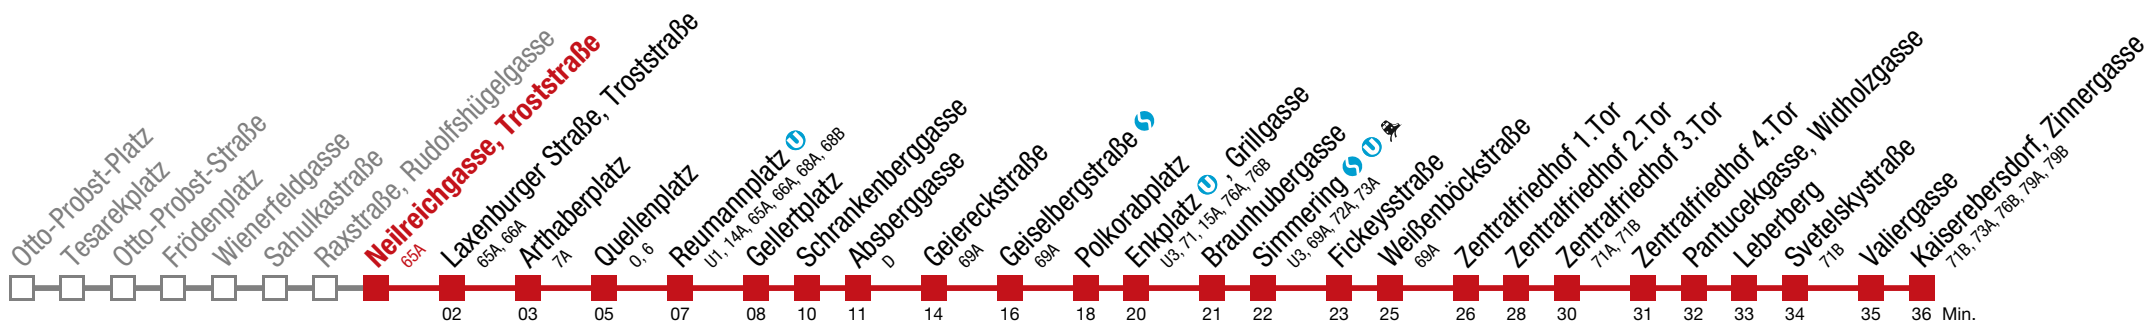 Otto-Probst-Platz
Tesarekplatz
Otto-Probst-Straße
Frödenplatz
Wienerfeldgasse
Sahulkastraße
Raxstraße, Rudolfshügelgasse
Neilreichgasse, Troststraße
65A
Laxenburger Straße, Troststraße
65A, 66A
Arthaberplatz
7A
Quellenplatz
O, 6
Reumannplatz U
U1, 14A, 65A, 66A, 68A, 68B
Gellertplatz
Schrankenberggasse
Absberggasse
D
Geiereckstraße
69A
Geiselbergstraße S
69A
Polkorabplatz
Enkplatz U , Grillgasse
U3, 71, 15A, 76A, 76B
Braunhubergasse
Simmering S U
U3, 69A, 72A, 73A
Fickeysstraße
Weißenböckstraße
69A
Zentralfriedhof 1.Tor
Zentralfriedhof 2.Tor
Zentralfriedhof 3.Tor
71A, 71B
Zentralfriedhof 4.Tor
Pantucekgasse, Widholzgasse
Leberberg
Svetelskystraße
71B
Valiergasse
Kaiserebersdorf, Zinnergasse
71B, 73A, 76B, 79A, 79B
02 03 05 07 08 10 11 14 16 18 20 21 22 23 25 26 28 30 31 32 33 34 35 36 Min.